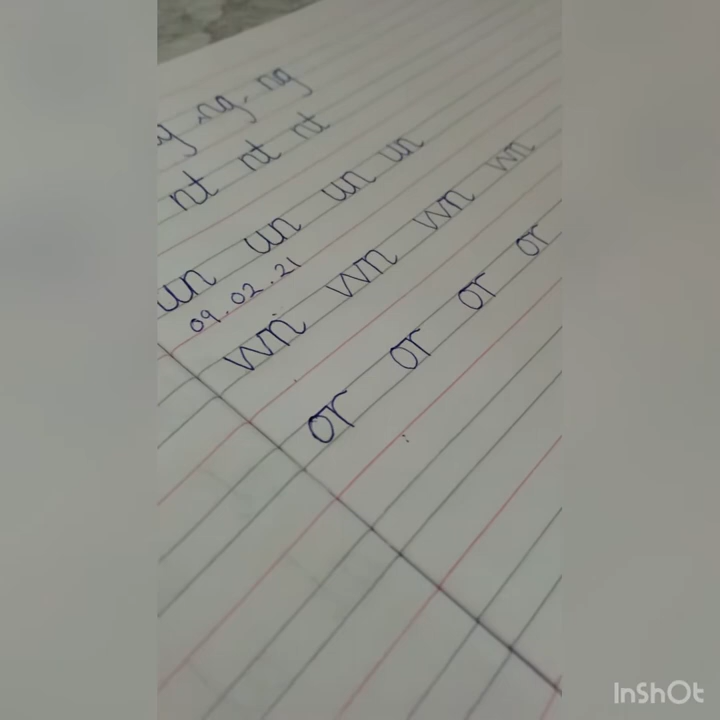 ng ng
nt nt nt
un un un un
09.02.21
wn wn wn wn
or or or or
InShOt